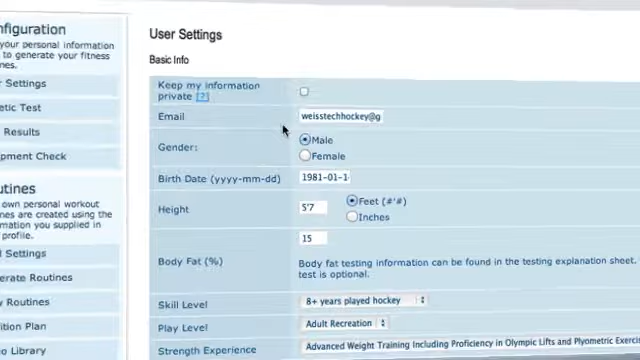 nfiguration
your personal information
to generate your fitness
nes.
r Settings
etic Test
Results
pment Check
utines
own personal workout
nes are created using the
rmation you supplied in
profile.
l Settings
erate Routines
y Routines
ition Plan
o Library
User Settings
Basic Info
Keep my information
private [?]
Email
weisstechhockey@g
Gender:
Male
Female
Birth Date (yyyy-mm-dd)
1981-01-1
Height
5'7
Feet (#'#)
Inches
Body Fat (%)
15
Body fat testing information can be found in the testing explanation sheet.
test is optional.
Skill Level
8+ years played hockey
Play Level
Adult Recreation
Strength Experience
Advanced Weight Training Including Proficiency in Olympic Lifts and Plyometric Exerci